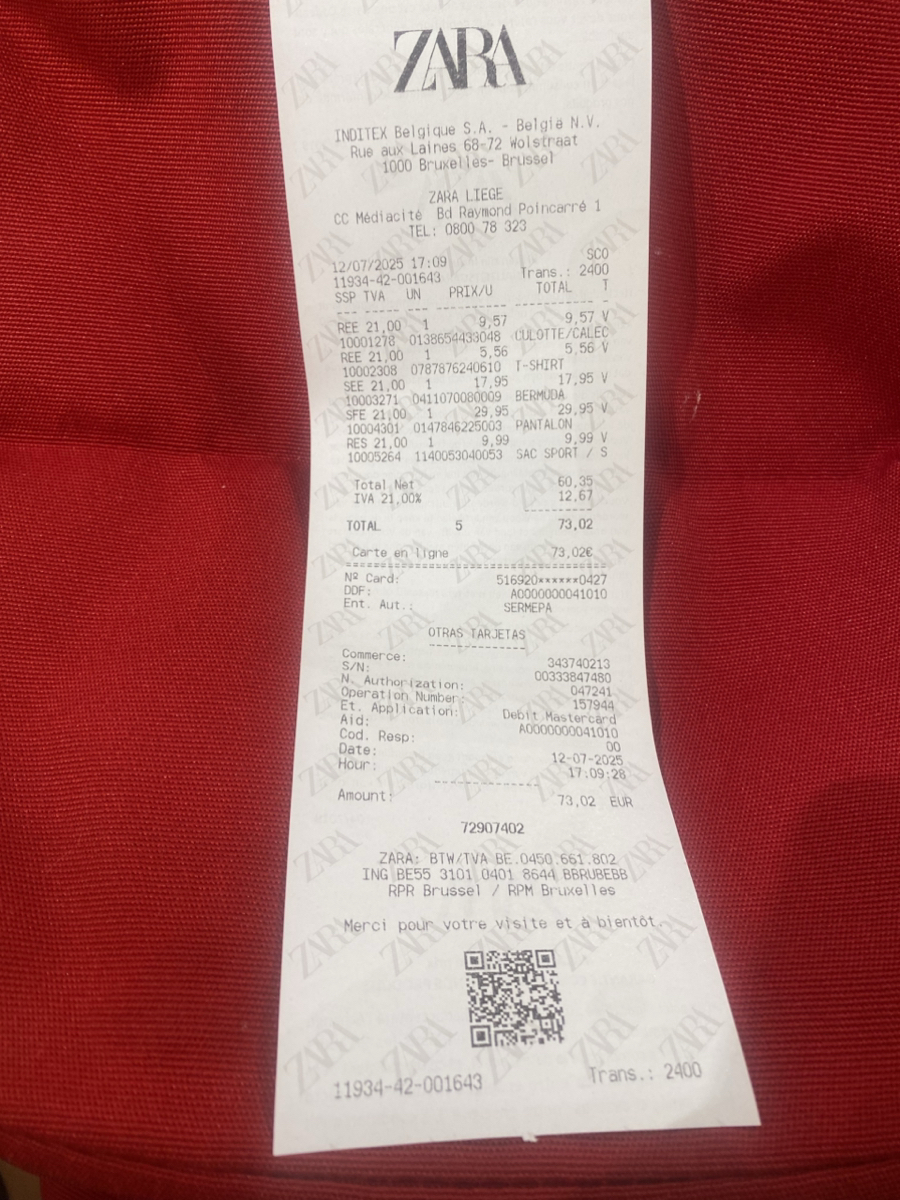 ZARA
INDITEX Belgique S.A. - België N.V.
Rue aux Laines 68-72 Wolstraat
1000 Bruxelles- Brussel
ZARA LIEGE
CC Médiacité Bd Raymond Poincarré 1
TEL: 0800 78 323
12/07/2025 17:09 SCO
11934-42-001643 Trans.: 2400
SSP TVA UN PRIX/U TOTAL T
REE 21,00 1 9,57 9,57 V
10001278 0138654433048 CULOTTE/CALEC
REE 21,00 1 5,56 5,56 V
10002308 0787876240610 T-SHIRT
SEE 21,00 1 17,95 17,95 V
10003271 0411070080009 BERMUDA
SFE 21,00 1 29,95 29,95 V
10004301 0147846225003 PANTALON
RES 21,00 1 9,99 9,99 V
10005264 1140053040053 SAC SPORT / S
Total Net 60,35
IVA 21,00% 12,67
TOTAL 5 73,02
Carte en ligne 73,02€
Nº Card: 516920******0427
DDF: A0000000041010
Ent. Aut.: SERMEPA
OTRAS TARJETAS
Commerce: 343740213
S/N: 00333847480
N. Authorization: 047241
Operation Number: 157944
Et. Application: Debit Mastercard
Aid: A0000000041010
Cod. Resp: 00
Date: 12-07-2025
Hour: 17:09:28
Amount: 73,02 EUR
72907402
ZARA: BTW/TVA BE.0450.661.802
ING BE55 3101 0401 8644 BBRUBEBB
RPR Brussel / RPM Bruxelles
Merci pour votre visite et à bientôt.
11934-42-001643 Trans.: 2400